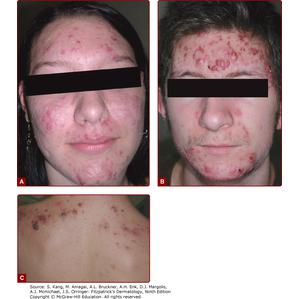 A
B
C
Source: S. Kang, M. Amagai, A.L. Bruckner, A.H. Enk, D.J. Margolis,
A.J. Mcmichael, J.S. Orringer: Fitzpatrick's Dermatology, Ninth Edition
Copyright © McGraw-Hill Education. All rights reserved.